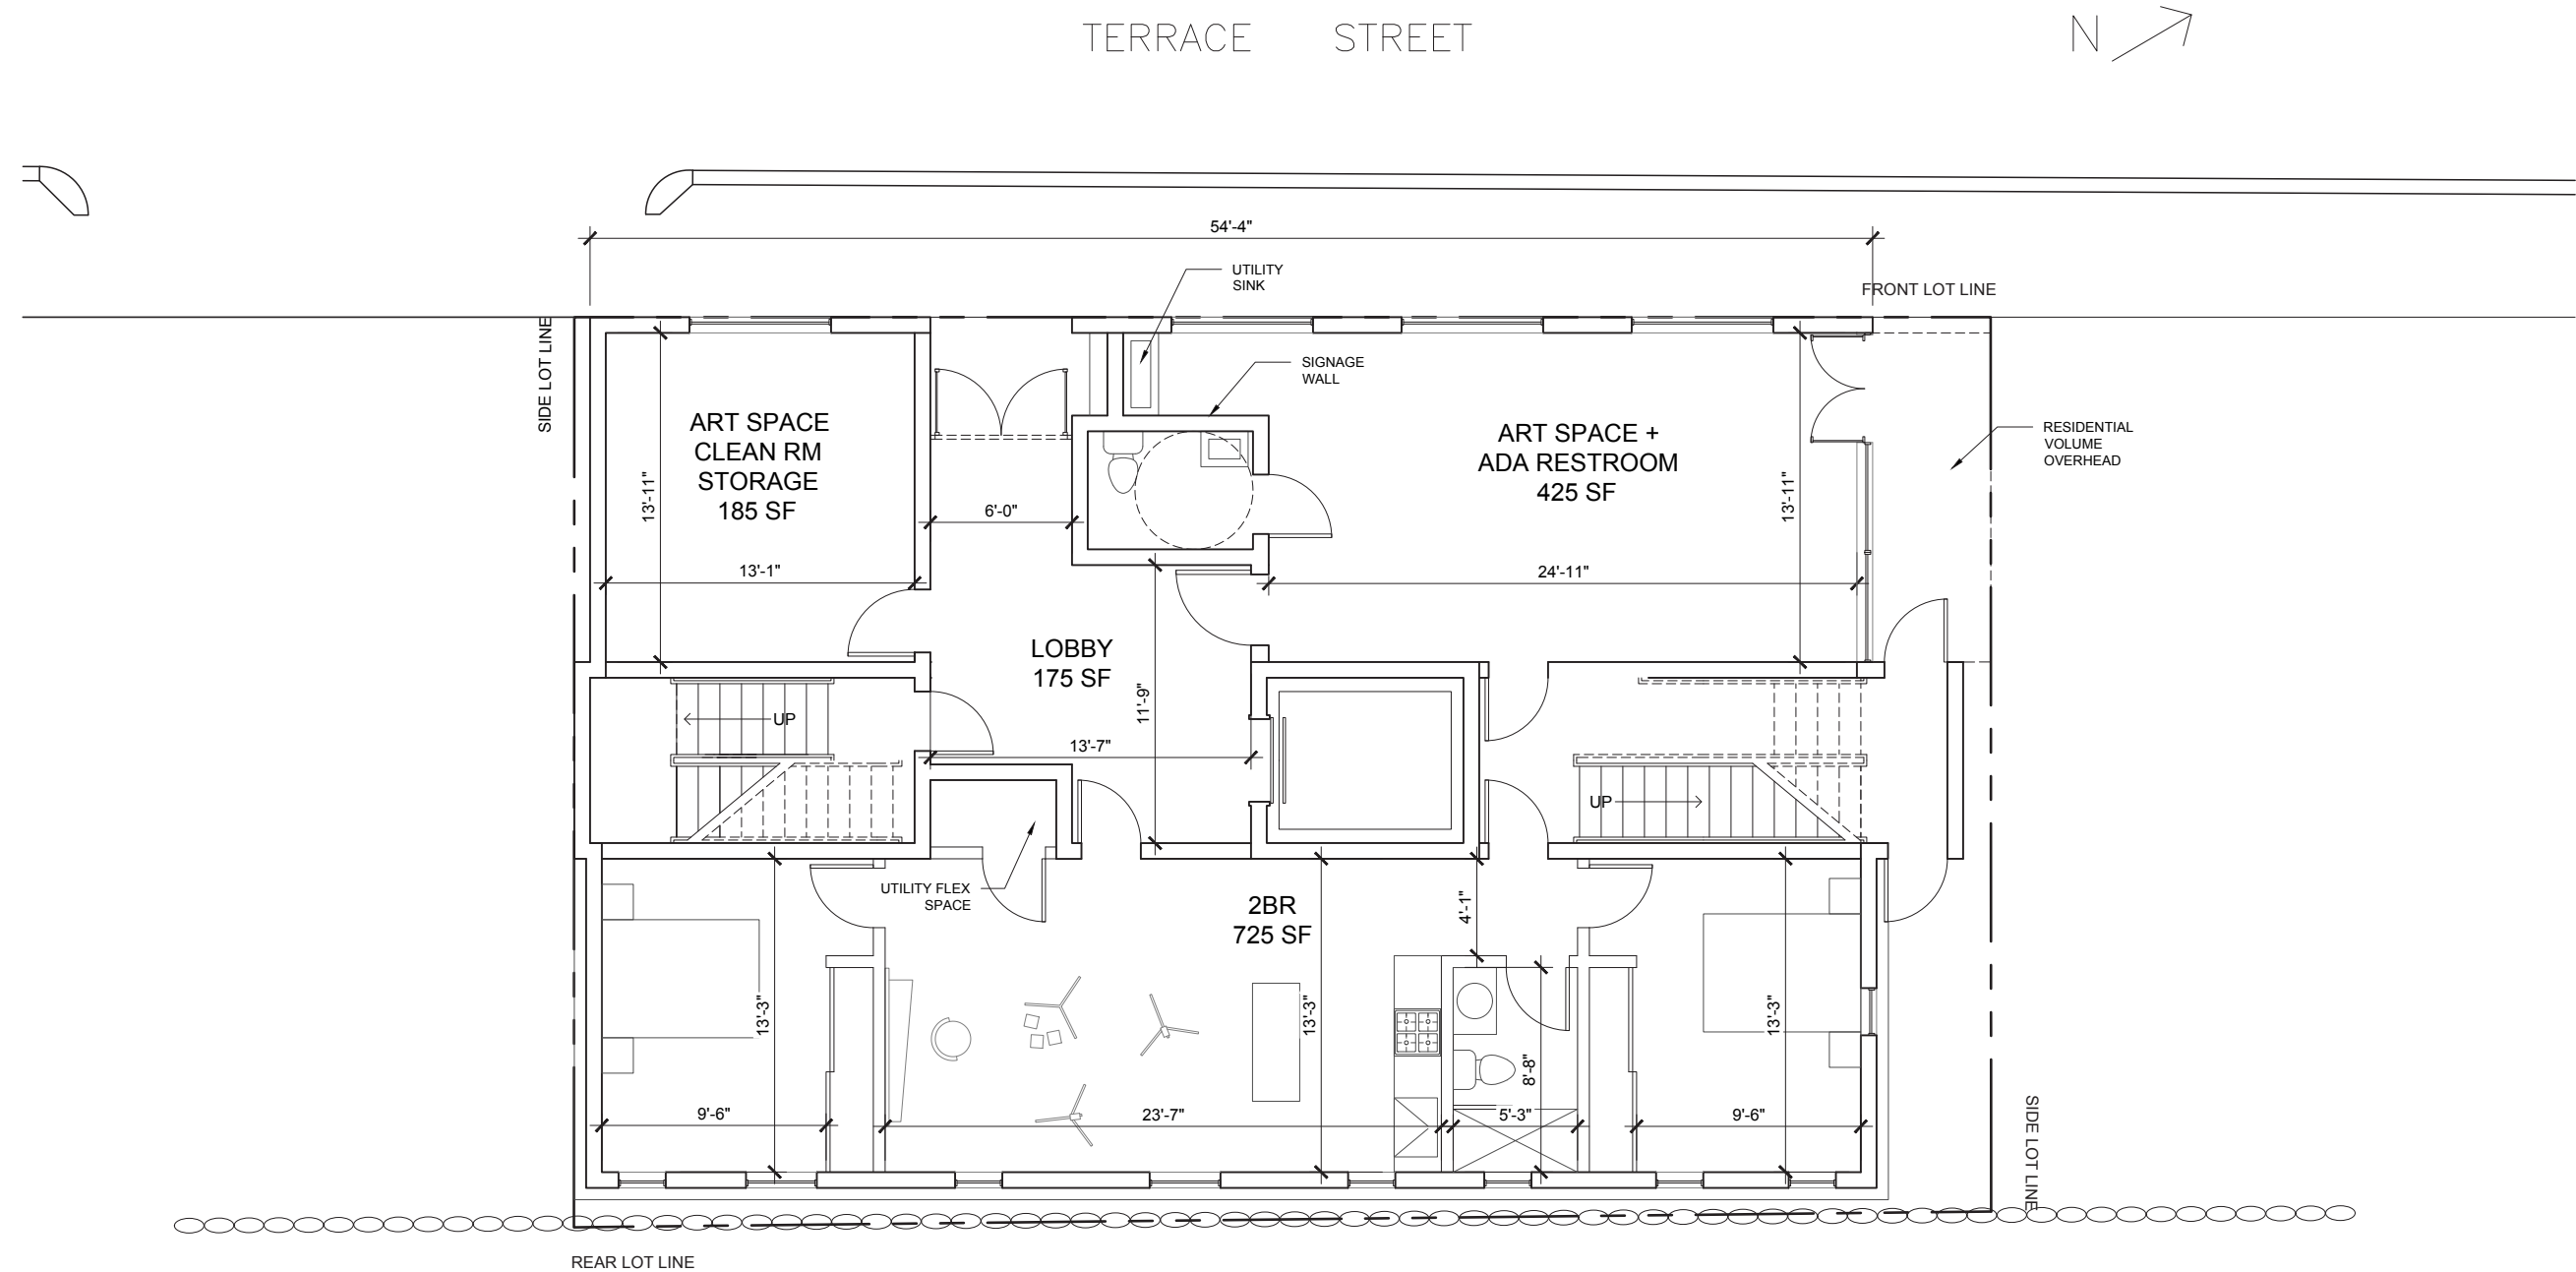 TERRACE STREET
N
54'-4"
UTILITY
SINK
FRONT LOT LINE
SIDE LOT LINE
SIGNAGE
WALL
ART SPACE
CLEAN RM
STORAGE
185 SF
ART SPACE +
ADA RESTROOM
425 SF
RESIDENTIAL
VOLUME
OVERHEAD
13'-11"
6'-0"
13'-11"
13'-1"
24'-11"
LOBBY
175 SF
11'-9"
UP
13'-7"
UP
UTILITY FLEX
SPACE
2BR
725 SF
4'-1"
13'-3"
13'-3"
13'-3"
8'-8"
9'-6"
23'-7"
5'-3"
9'-6"
SIDE LOT LINE
REAR LOT LINE